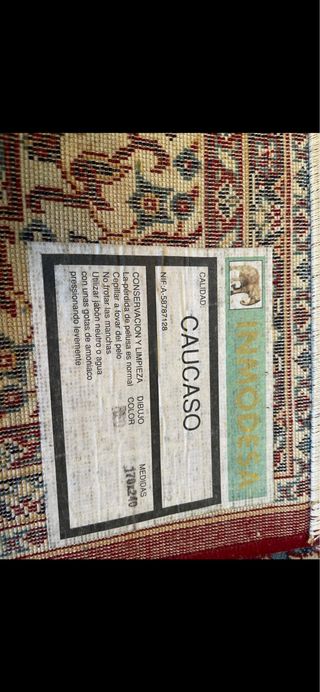 INMODESA
CALIDAD:
CAUCASO
NIF-A-58787128
CONSERVACION Y LIMPIEZA
La pérdida de pelusa es normal
Cepillar a favor del pelo
No frotar las manchas
Utilizar jabón neutro o agua
con unas gotas de amoniaco
presionando levemente
DIBUJO
COLOR
MEDIDAS
170x240